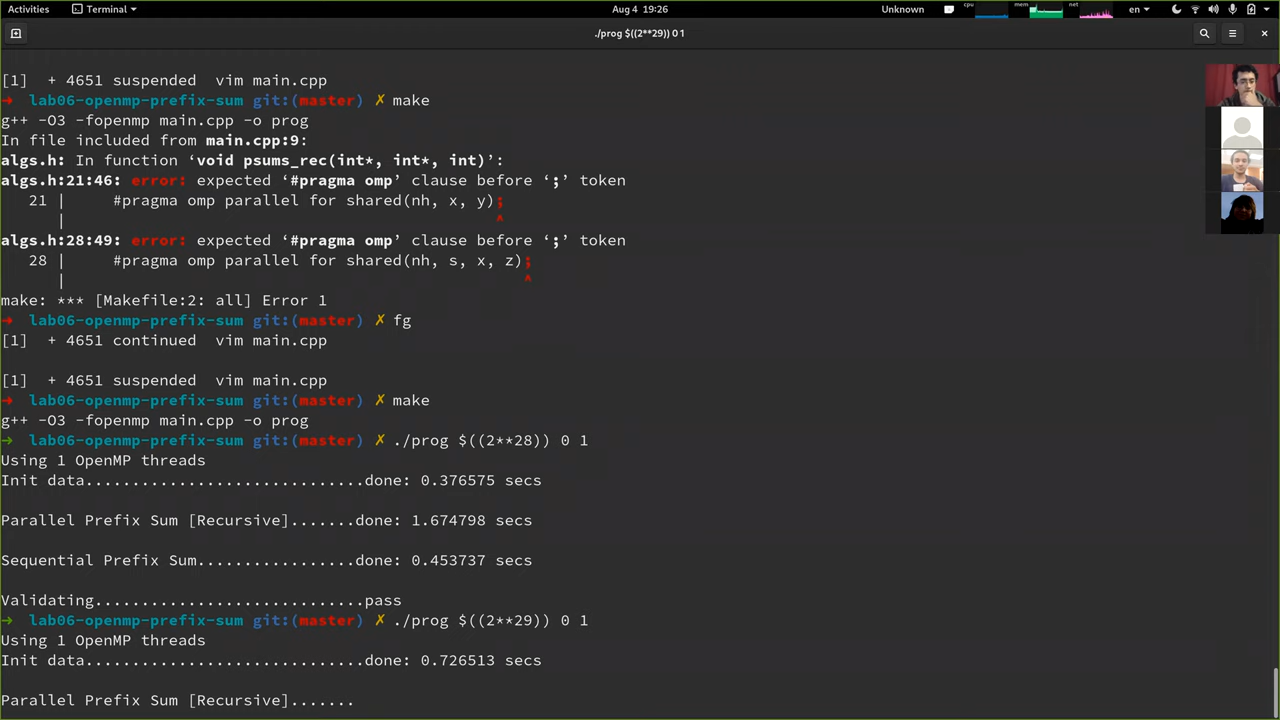 Activities Terminal Aug 4 19:26 Unknown cpu mem net en
./prog $((2**29)) 0 1
[1]  + 4651 suspended  vim main.cpp
→  lab06-openmp-prefix-sum git:(master) ✗ make
g++ -O3 -fopenmp main.cpp -o prog
In file included from main.cpp:9:
algs.h: In function ‘void psums_rec(int*, int*, int)’:
algs.h:21:46: error: expected ‘#pragma omp’ clause before ‘;’ token
   21 |      #pragma omp parallel for shared(nh, x, y);
      |                                              ^
algs.h:28:49: error: expected ‘#pragma omp’ clause before ‘;’ token
   28 |      #pragma omp parallel for shared(nh, s, x, z);
      |                                                 ^
make: *** [Makefile:2: all] Error 1
→  lab06-openmp-prefix-sum git:(master) ✗ fg
[1]  + 4651 continued  vim main.cpp
[1]  + 4651 suspended  vim main.cpp
→  lab06-openmp-prefix-sum git:(master) ✗ make
g++ -O3 -fopenmp main.cpp -o prog
→  lab06-openmp-prefix-sum git:(master) ✗ ./prog $((2**28)) 0 1
Using 1 OpenMP threads
Init data..............................done: 0.376575 secs
Parallel Prefix Sum [Recursive].......done: 1.674798 secs
Sequential Prefix Sum..................done: 0.453737 secs
Validating.............................pass
→  lab06-openmp-prefix-sum git:(master) ✗ ./prog $((2**29)) 0 1
Using 1 OpenMP threads
Init data..............................done: 0.726513 secs
Parallel Prefix Sum [Recursive].......